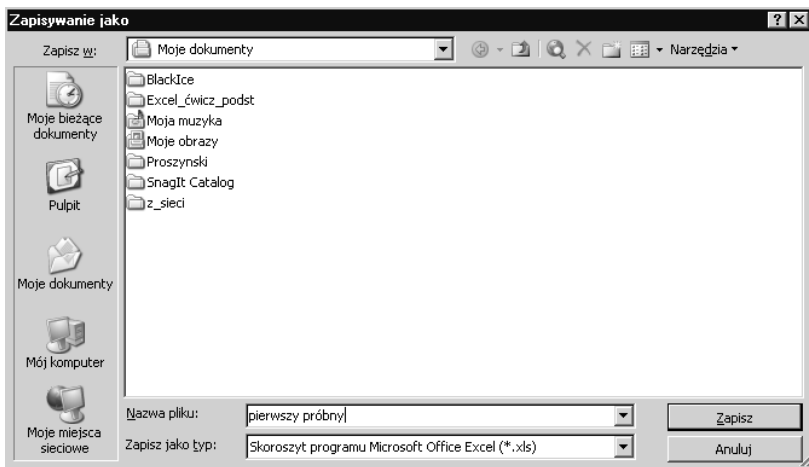 Zapisywanie jako
Zapisz w:
Moje dokumenty
Narzędzia
Moje bieżące
dokumenty
Pulpit
Moje dokumenty
Mój komputer
Moje miejsca
sieciowe
BlackIce
Excel_ćwicz_podst
Moja muzyka
Moje obrazy
Proszynski
SnagIt Catalog
z_sieci
Nazwa pliku:
pierwszy próbny
Zapisz
Zapisz jako typ:
Skoroszyt programu Microsoft Office Excel (*.xls)
Anuluj